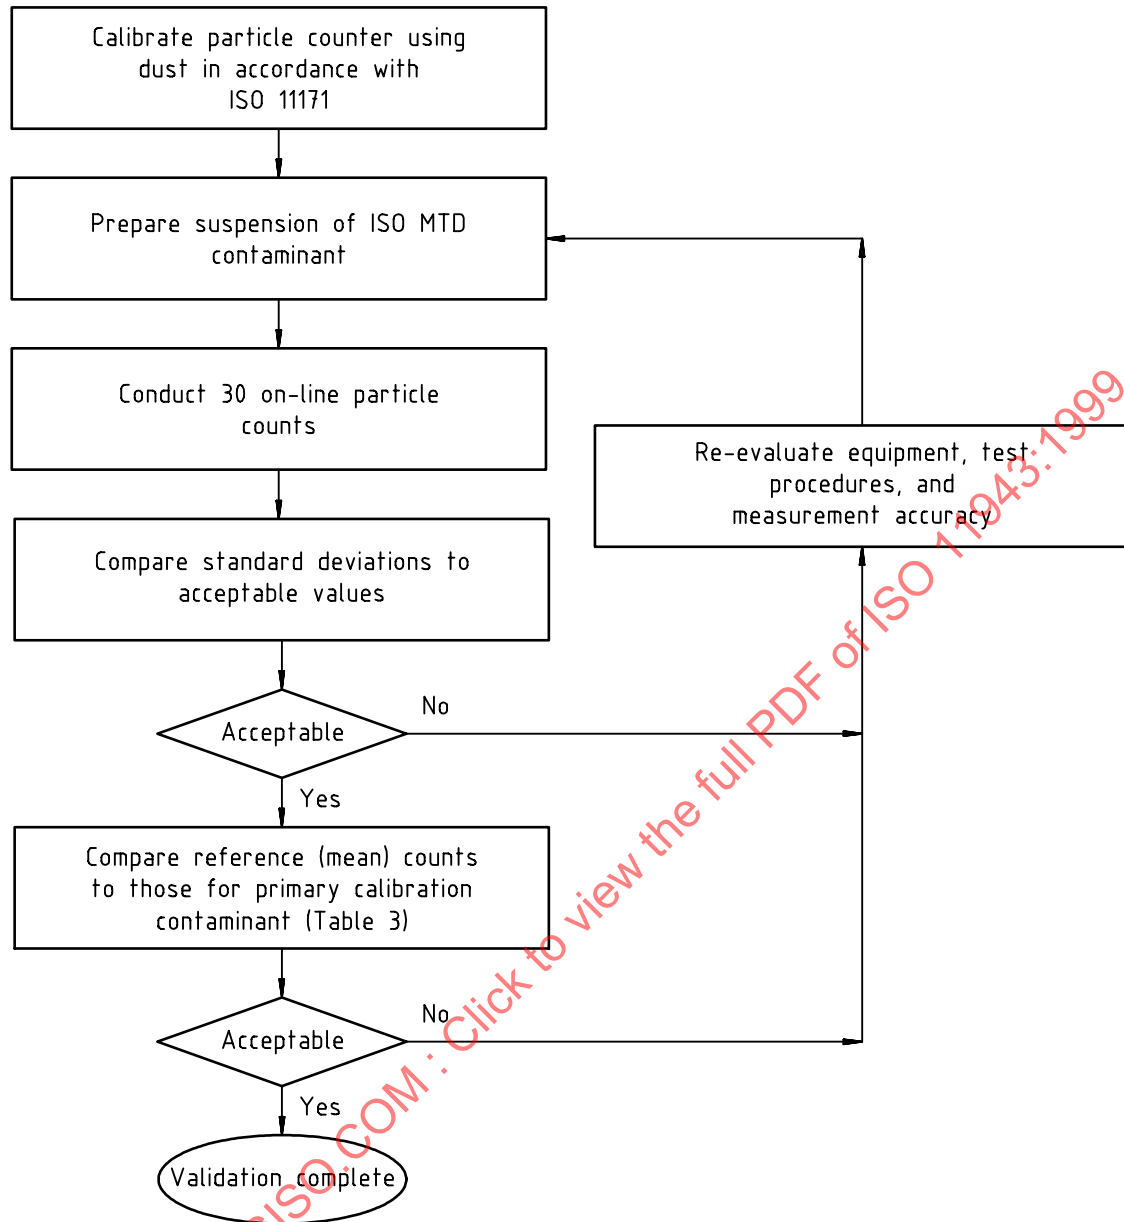 Calibrate particle counter using
dust in accordance with
ISO 11171
Prepare suspension of ISO MTD
contaminant
Conduct 30 on-line particle
counts
Re-evaluate equipment, test
procedures, and
measurement accuracy
Compare standard deviations to
acceptable values
Acceptable
No
Yes
Compare reference (mean) counts
to those for primary calibration
contaminant (Table 3)
Acceptable
No
Yes
Validation complete
SISO.COM : Click to view the full PDF of ISO 11943:1999